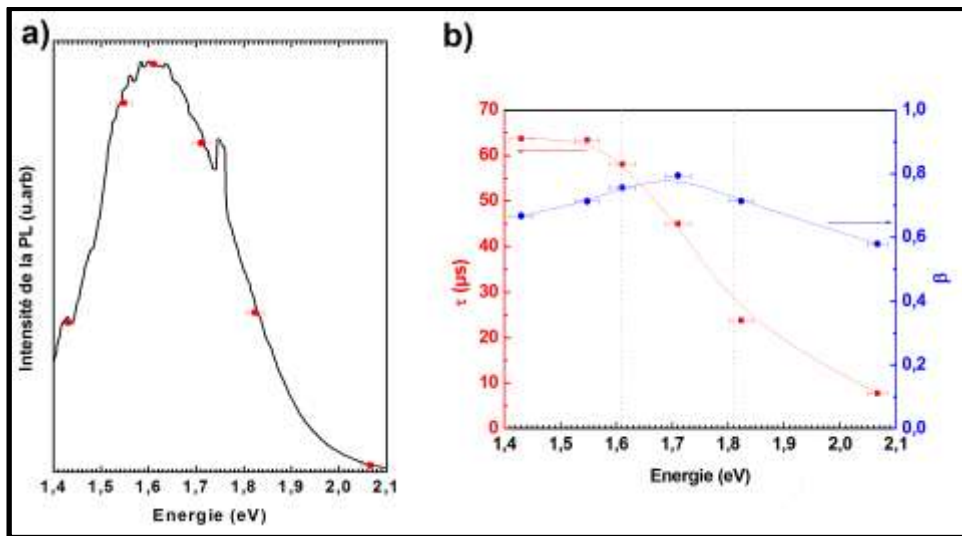 a)
Intensité de la PL (u.arb)
1,4 1,5 1,6 1,7 1,8 1,9 2,0 2,1
Energie (eV)
b)
70
60
50
40
30
20
10
0
τ (μs)
1,0
0,8
0,6
0,4
0,2
0,0
β
1,4 1,5 1,6 1,7 1,8 1,9 2,0 2,1
Energie (eV)